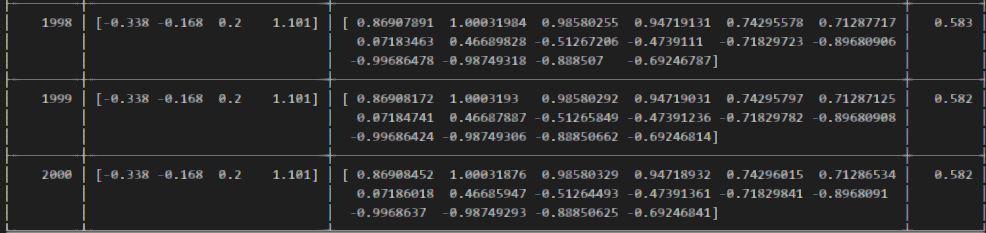 1998 [-0.338 -0.168 0.2 1.101] [ 0.86907891 1.00031984 0.98580255 0.94719131 0.74295578 0.71287717 0.583
0.07183463 0.46689828 -0.51267206 -0.4739111 -0.71829723 -0.89680906
-0.99686478 -0.98749318 -0.888507 -0.69246787]
1999 [-0.338 -0.168 0.2 1.101] [ 0.86908172 1.0003193 0.98580292 0.94719031 0.74295797 0.71287125 0.582
0.07184741 0.46687887 -0.51265849 -0.47391236 -0.71829782 -0.89680908
-0.99686424 -0.98749306 -0.88850662 -0.69246814]
2000 [-0.338 -0.168 0.2 1.101] [ 0.86908452 1.00031876 0.98580329 0.94718932 0.74296015 0.71286534 0.582
0.07186018 0.46685947 -0.51264493 -0.47391361 -0.71829841 -0.8968091
-0.9968637 -0.98749293 -0.88850625 -0.69246841]